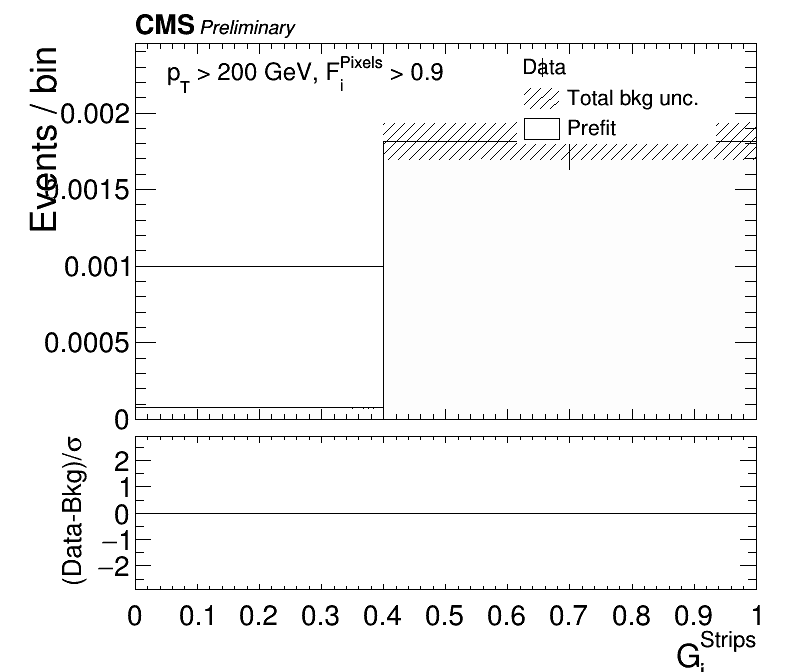 CMS Preliminary
p_T > 200 GeV, F_i^Pixels > 0.9
Data
Total bkg unc.
Prefit
Events / bin
0.002
0.0015
0.001
0.0005
0
(Data-Bkg)/σ
2
1
0
−1
−2
0 0.1 0.2 0.3 0.4 0.5 0.6 0.7 0.8 0.9 1
G_i^Strips